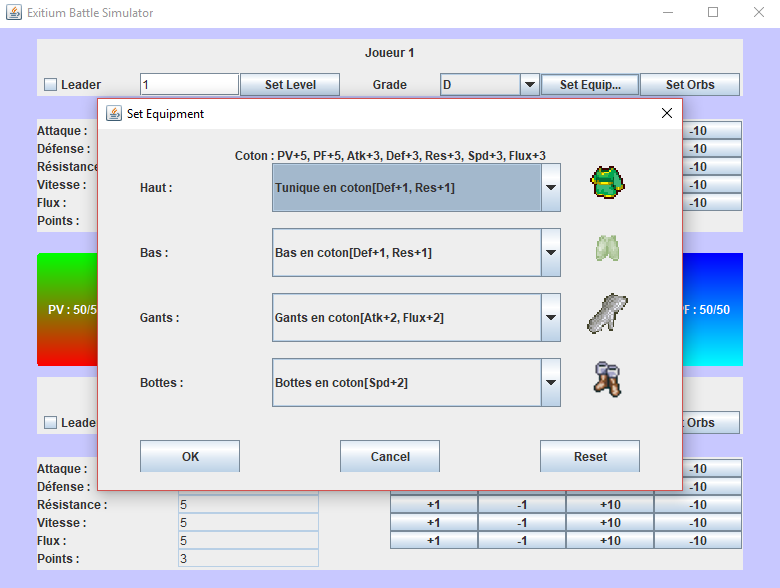 Exitium Battle Simulator
Joueur 1
Leader 1 Set Level Grade D Set Equip... Set Orbs
Set Equipment
Coton : PV+5, PF+5, Atk+3, Def+3, Res+3, Spd+3, Flux+3
Haut : Tunique en coton[Def+1, Res+1]
Bas : Bas en coton[Def+1, Res+1]
Gants : Gants en coton[Atk+2, Flux+2]
Bottes : Bottes en coton[Spd+2]
OK Cancel Reset
Attaque : -10
Défense : -10
Résistance -10
Vitesse : -10
Flux : -10
Points :
PV : 50/5 F : 50/50
Leade Orbs
Attaque : -10
Défense : -10
Résistance : 5 +1 -1 +10 -10
Vitesse : 5 +1 -1 +10 -10
Flux : 5 +1 -1 +10 -10
Points : 3